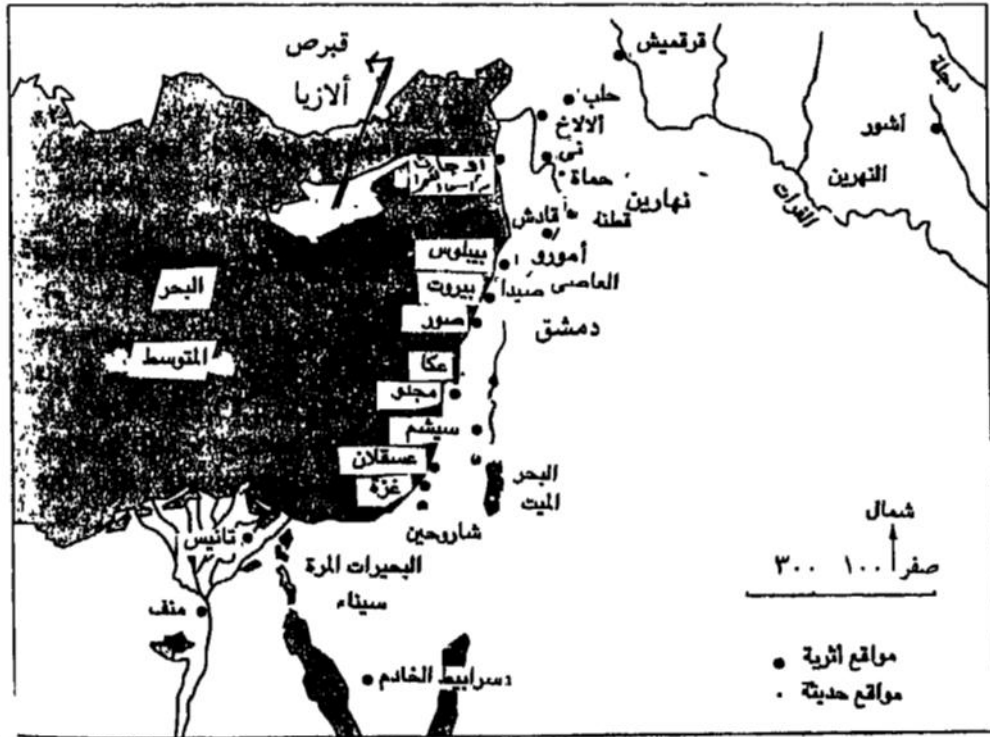 قبرص
ألازيا
قرقميش
دجلة
حلب
ألالاخ
أشور
نى
حماة
النهرين
نهارين
الفرات
قطنة
قادش
أمورو
بيبلوس
العاصى
صيدا
بيروت
البحر
دمشق
صور
عكا
المتوسط
مجدو
سيشم
عسقلان
البحر
الميت
غزة
شاروحين
شمال
تانيس
البحيرات المرة
صفر ١٠٠ ٣٠٠
سيناء
منف
مواقع أثرية
سرابيط الخادم
مواقع حديثة